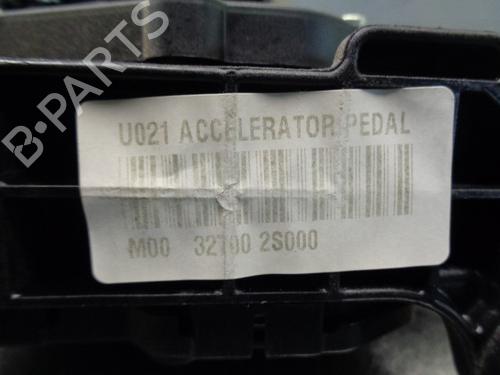 B-PARTS
U021 ACCELERATOR PEDAL
M00 32700 2S000